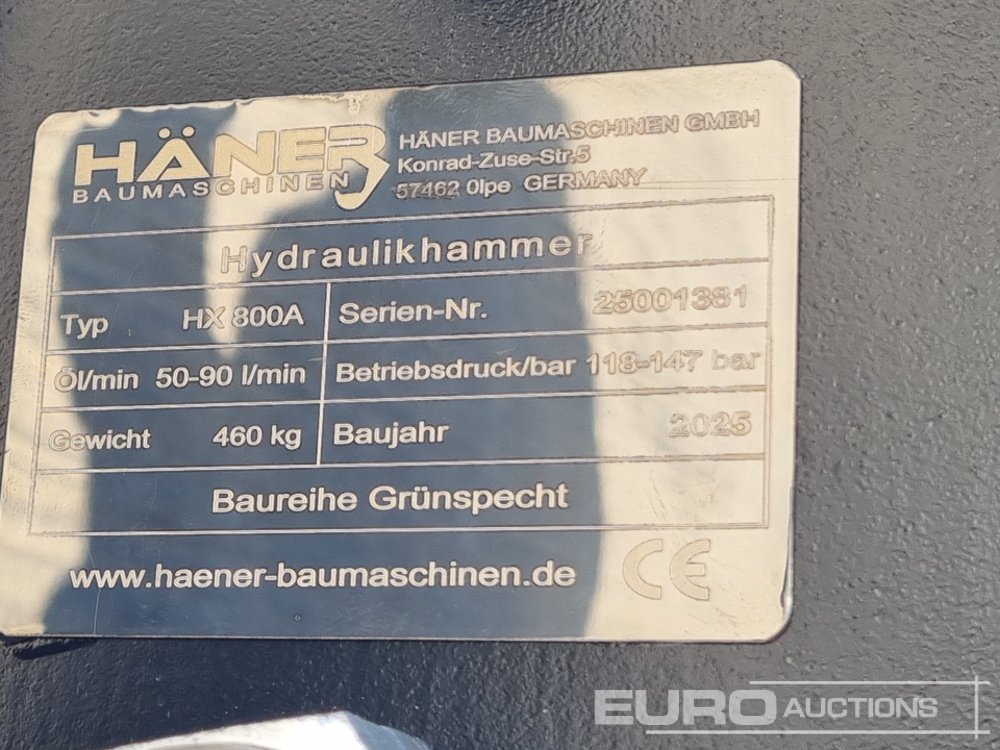 HÄNER
BAUMASCHINEN
HÄNER BAUMASCHINEN GMBH
Konrad-Zuse-Str.5
57462 Olpe GERMANY
Hydraulikhammer
Typ HX 800A Serien-Nr. 25001381
Öl/min 50-90 l/min Betriebsdruck/bar 118-147 bar
Gewicht 460 kg Baujahr 2025
Baureihe Grünspecht
www.haener-baumaschinen.de CE
EURO AUCTIONS